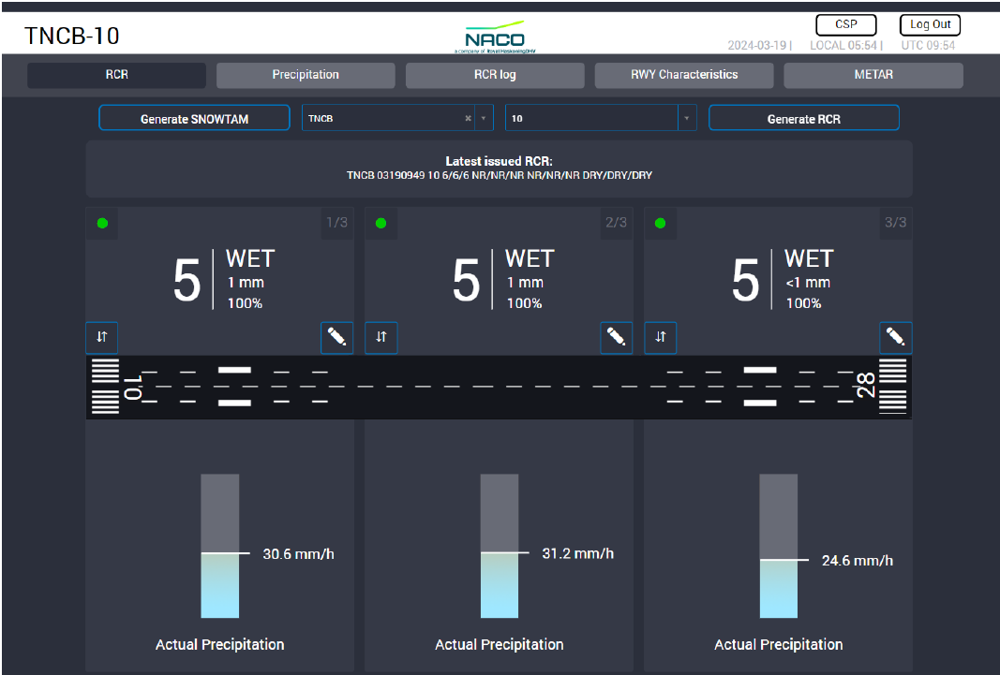 TNCB-10
NACO
a company of Royal HaskoningDHV
CSP
Log Out
2024-03-19 | LOCAL 05:54 | UTC 09:54
RCR
Precipitation
RCR log
RWY Characteristics
METAR
Generate SNOWTAM
TNCB
10
Generate RCR
Latest issued RCR:
TNCB 03190949 10 6/6/6 NR/NR/NR NR/NR/NR DRY/DRY/DRY
1/3
5
WET
1 mm
100%
2/3
5
WET
1 mm
100%
3/3
5
WET
<1 mm
100%
10
28
30.6 mm/h
Actual Precipitation
31.2 mm/h
Actual Precipitation
24.6 mm/h
Actual Precipitation